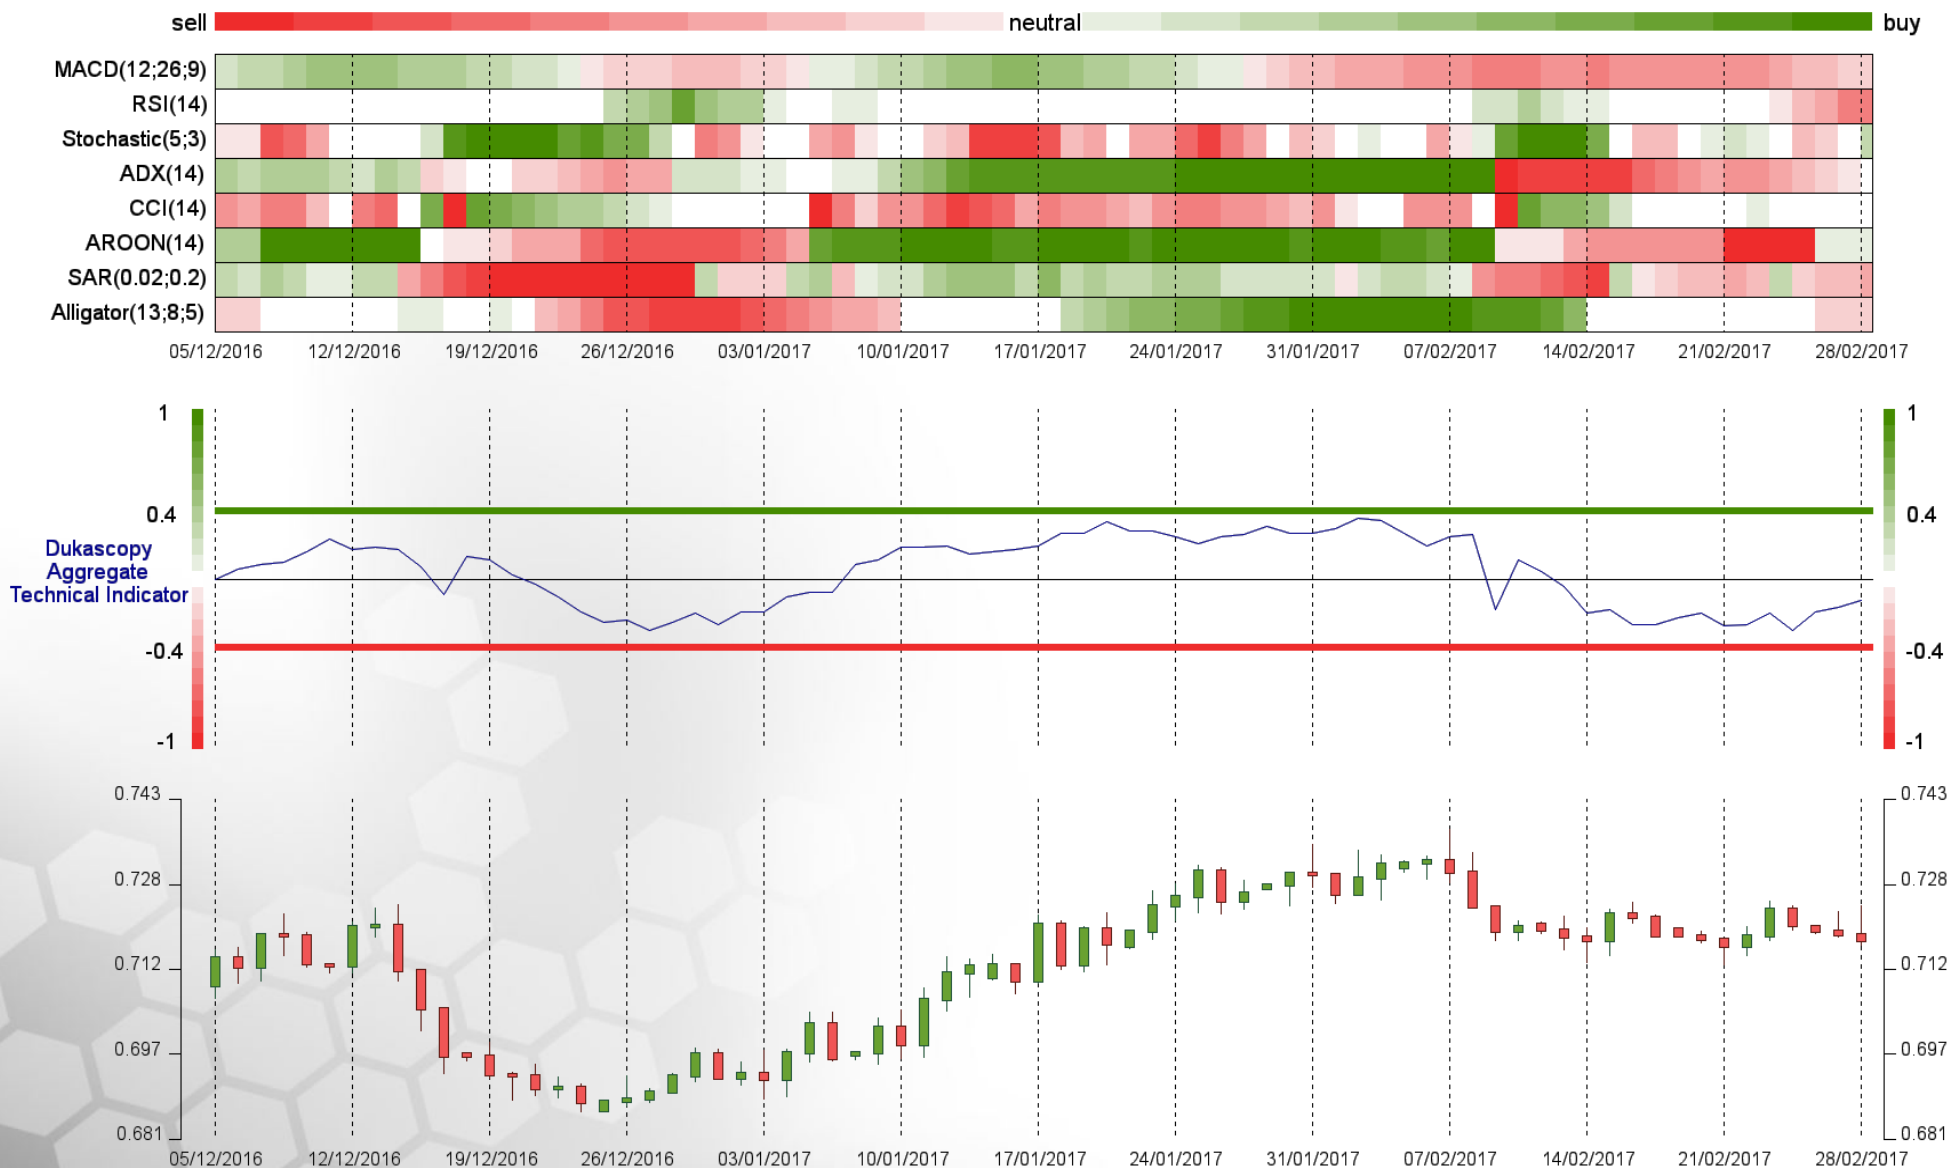 sell neutral buy
MACD(12;26;9)
RSI(14)
Stochastic(5;3)
ADX(14)
CCI(14)
AROON(14)
SAR(0.02;0.2)
Alligator(13;8;5)
05/12/2016 12/12/2016 19/12/2016 26/12/2016 03/01/2017 10/01/2017 17/01/2017 24/01/2017 31/01/2017 07/02/2017 14/02/2017 21/02/2017 28/02/2017
1 1
0.4 0.4
Dukascopy
Aggregate
Technical Indicator
-0.4 -0.4
-1 -1
0.743 0.743
0.728 0.728
0.712 0.712
0.697 0.697
0.681 0.681
05/12/2016 12/12/2016 19/12/2016 26/12/2016 03/01/2017 10/01/2017 17/01/2017 24/01/2017 31/01/2017 07/02/2017 14/02/2017 21/02/2017 28/02/2017